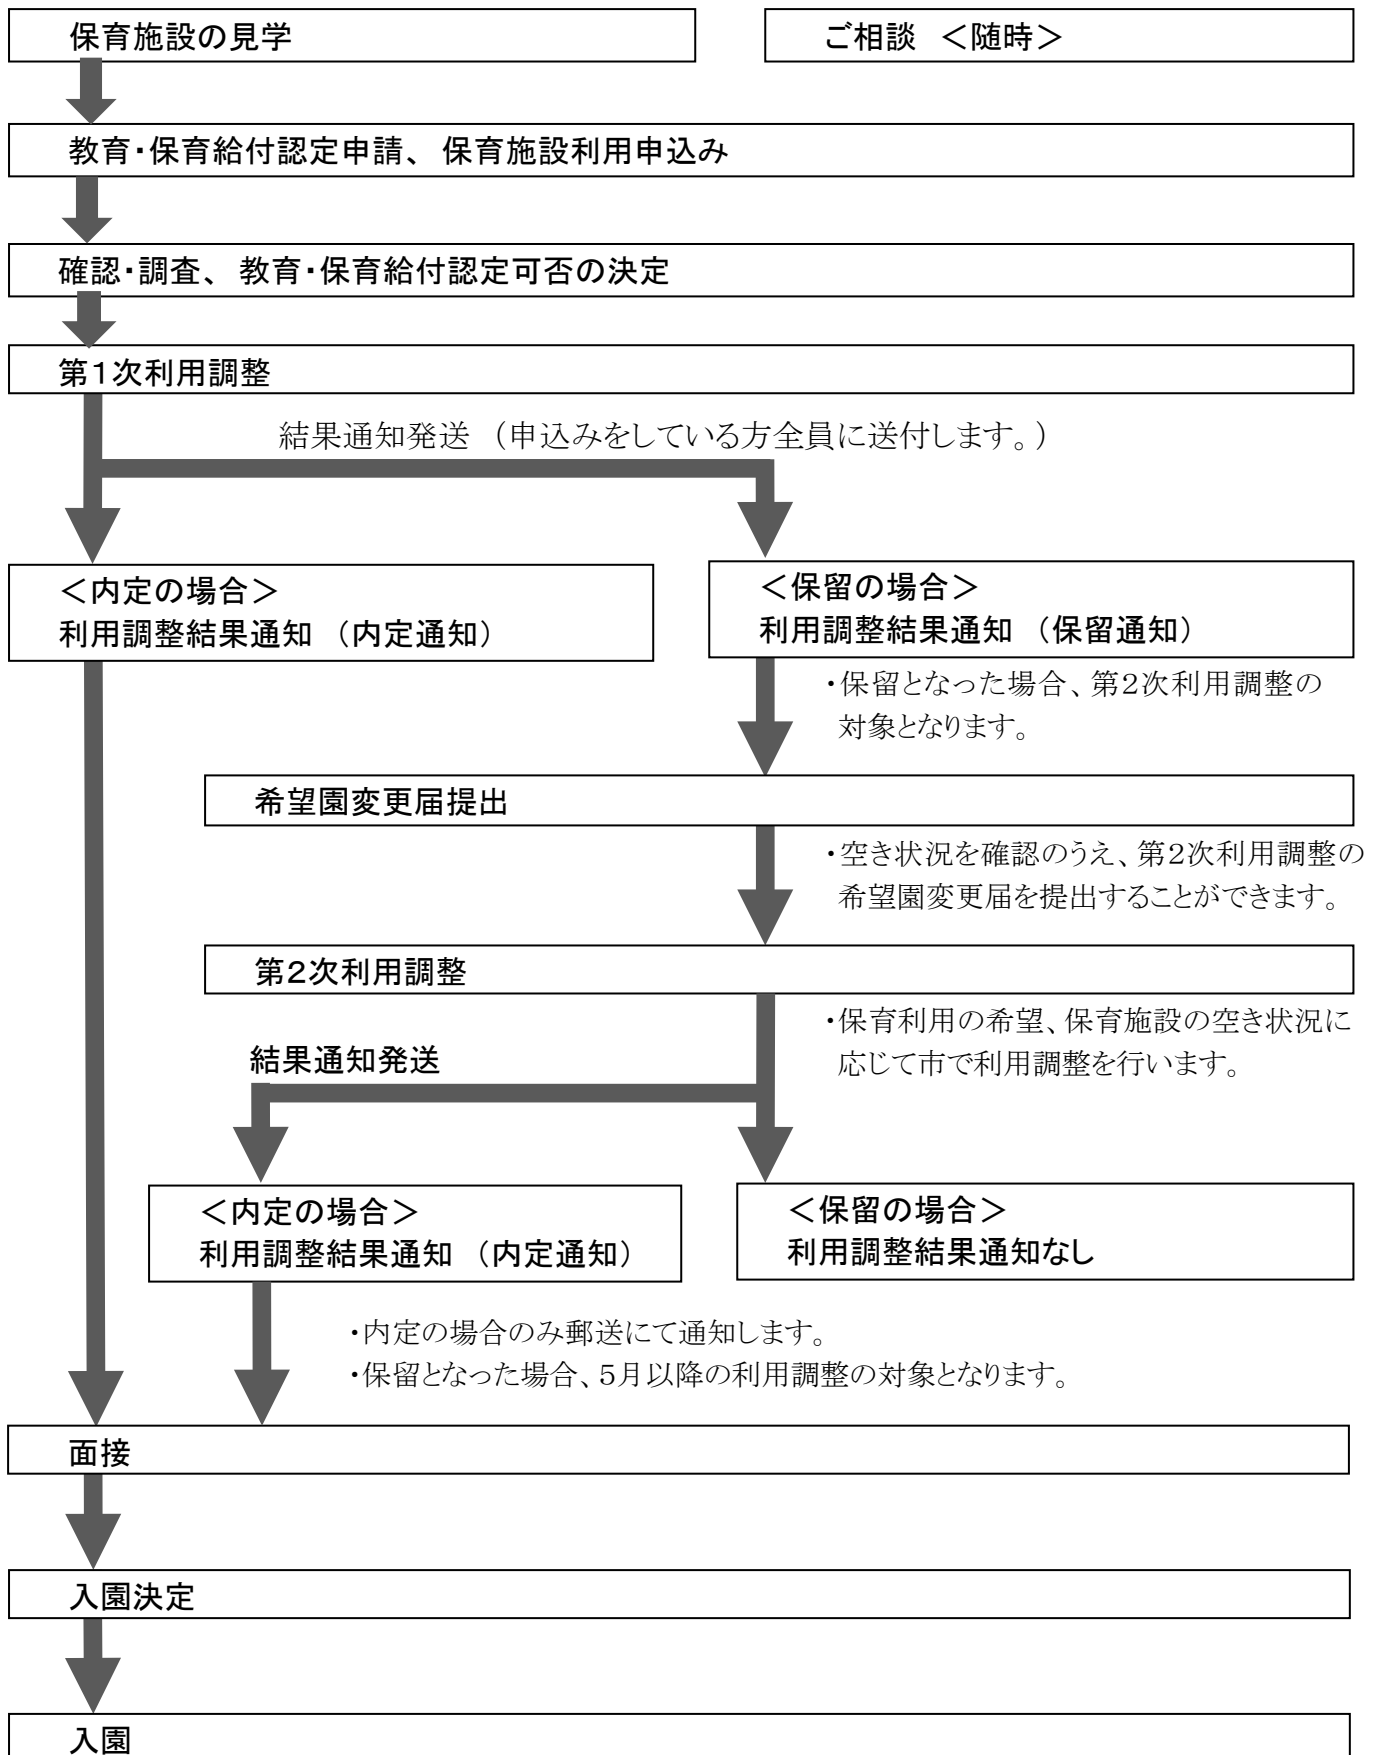 保育施設の見学
ご相談 ＜随時＞
教育・保育給付認定申請、保育施設利用申込み
確認・調査、教育・保育給付認定可否の決定
第１次利用調整
結果通知発送 （申込みをしている方全員に送付します。）
＜内定の場合＞
利用調整結果通知 （内定通知）
＜保留の場合＞
利用調整結果通知 （保留通知）
・保留となった場合、第２次利用調整の
対象となります。
希望園変更届提出
・空き状況を確認のうえ、第２次利用調整の
希望園変更届を提出することができます。
第２次利用調整
・保育利用の希望、保育施設の空き状況に
応じて市で利用調整を行います。
結果通知発送
＜内定の場合＞
利用調整結果通知 （内定通知）
＜保留の場合＞
利用調整結果通知なし
・内定の場合のみ郵送にて通知します。
・保留となった場合、５月以降の利用調整の対象となります。
面接
入園決定
入園